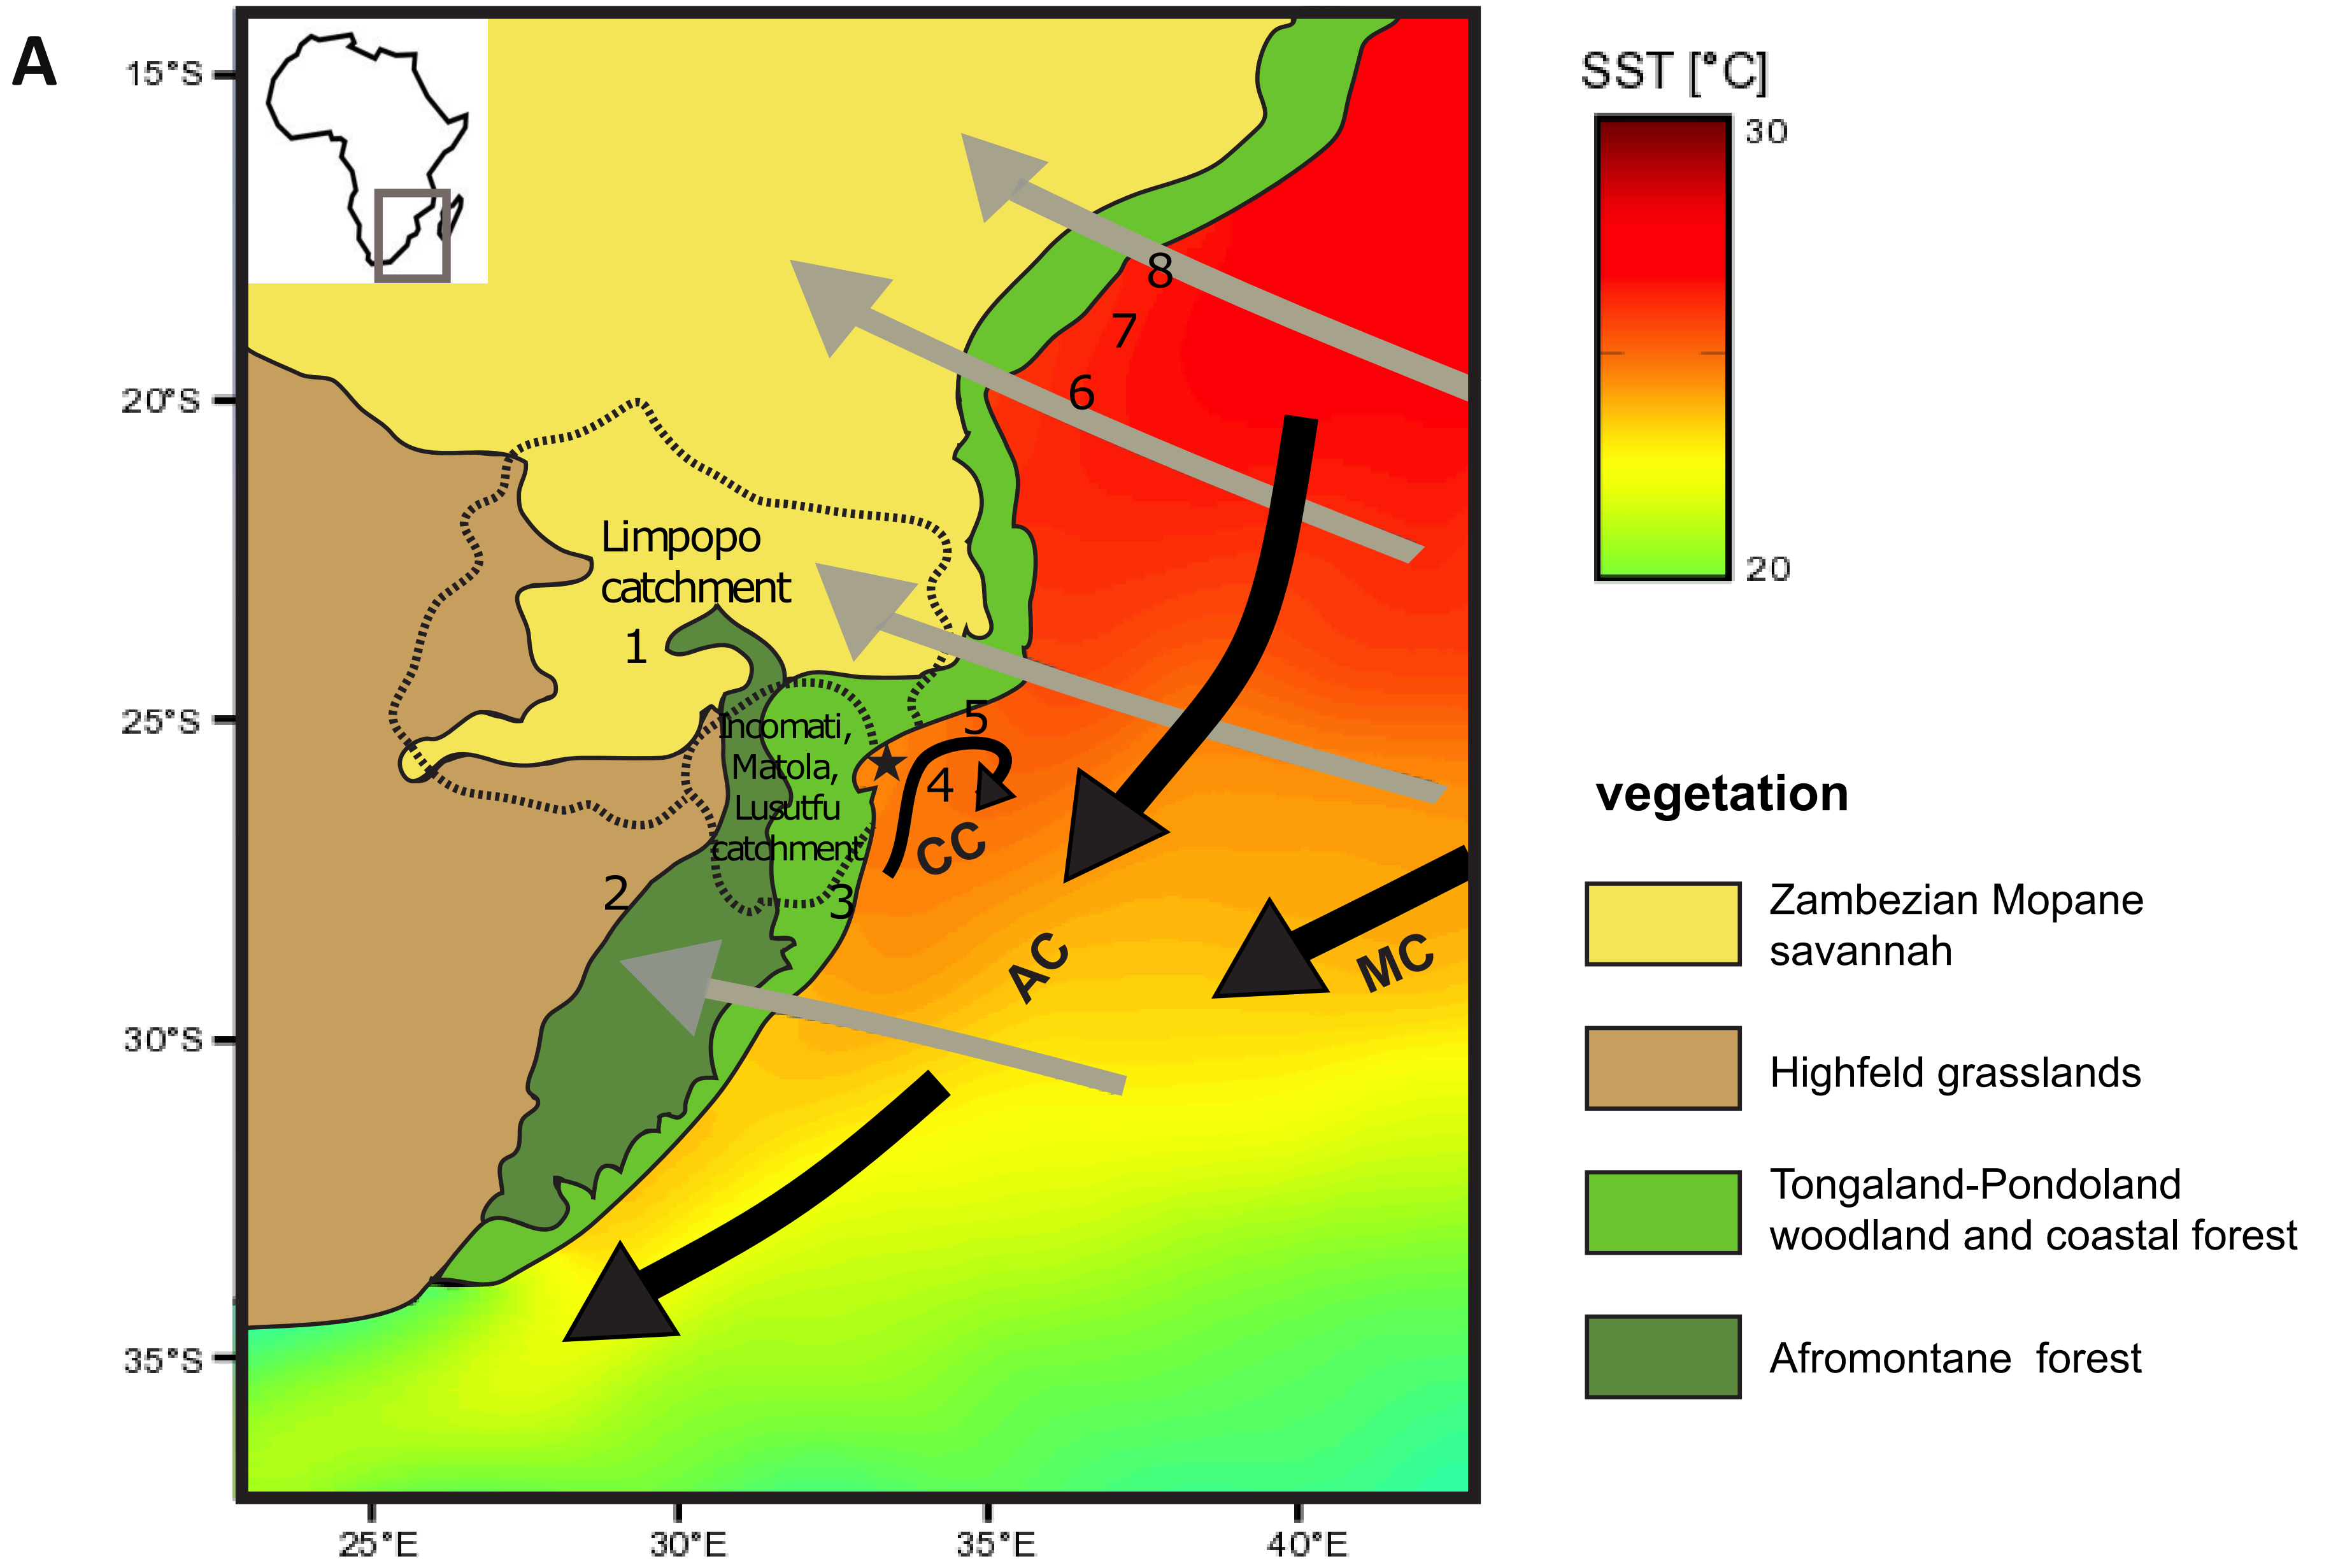 A
15°S
20°S
25°S
30°S
35°S
25°E
30°E
35°E
40°E
8
7
6
Limpopo
catchment
1
5
Incomati,
Matola,
Lusutfu
catchment
4
CC
2
3
AC
MC
SST [°C]
30
20
vegetation
Zambezian Mopane
savannah
Highfeld grasslands
Tongaland-Pondoland
woodland and coastal forest
Afromontane forest